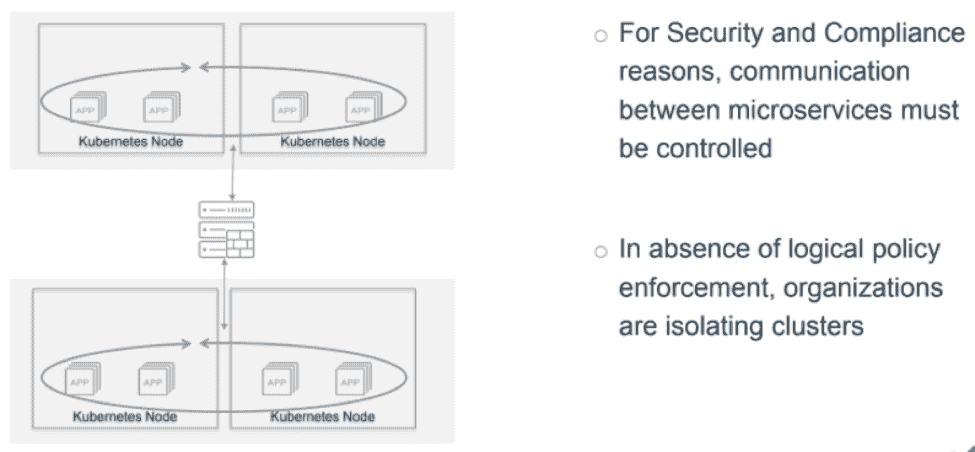 APP APP APP APP
Kubernetes Node Kubernetes Node
APP APP APP APP
Kubernetes Node Kubernetes Node
For Security and Compliance
reasons, communication
between microservices must
be controlled
In absence of logical policy
enforcement, organizations
are isolating clusters